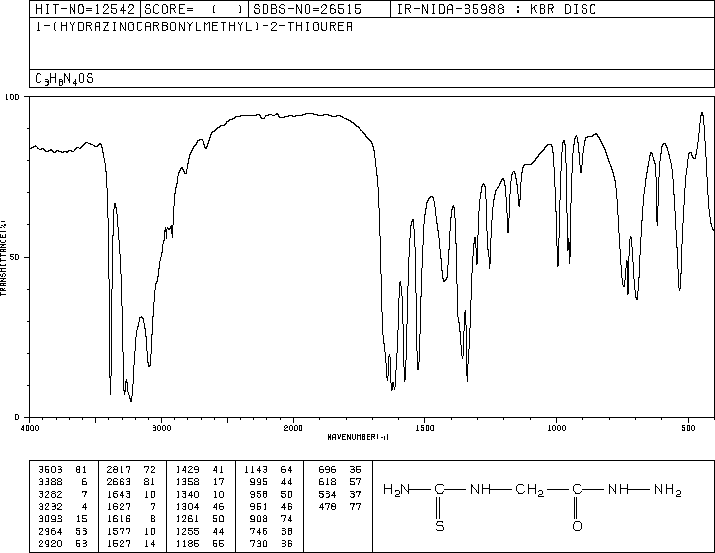 HIT-NO=12542 SCORE= ( ) SDBS-NO=26515 IR-NIDA-35988 : KBR DISC
1-(HYDRAZINOCARBONYLMETHYL)-2-THIOUREA
C3H8N4OS
100
50
0
TRANSMITTANCE(%)
4000 3000 2000 1500 1000 500
WAVENUMBER(-1)
3503 81 2817 72 1429 41 1143 64 696 35
3388 6 2663 81 1358 17 995 44 618 57
3282 7 1643 10 1340 10 958 50 534 37
3232 4 1627 7 1304 46 951 46 478 77
3093 15 1616 8 1261 50 908 74
2964 53 1577 10 1255 44 746 38
2920 53 1527 14 1186 55 730 36
H2N—C—NH—CH2—C—NH—NH2
S O